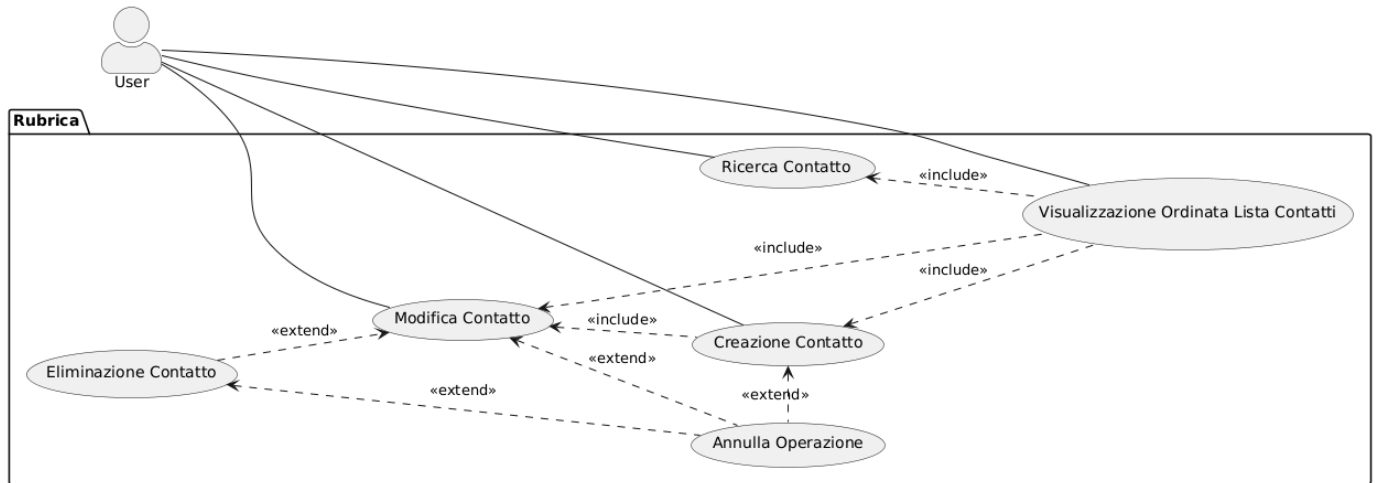 User
Rubrica
Ricerca Contatto
«include»
Visualizzazione Ordinata Lista Contatti
«include»
«include»
Modifica Contatto
«include»
«extend»
Creazione Contatto
«extend»
Eliminazione Contatto
«extend»
«extend»
Annulla Operazione